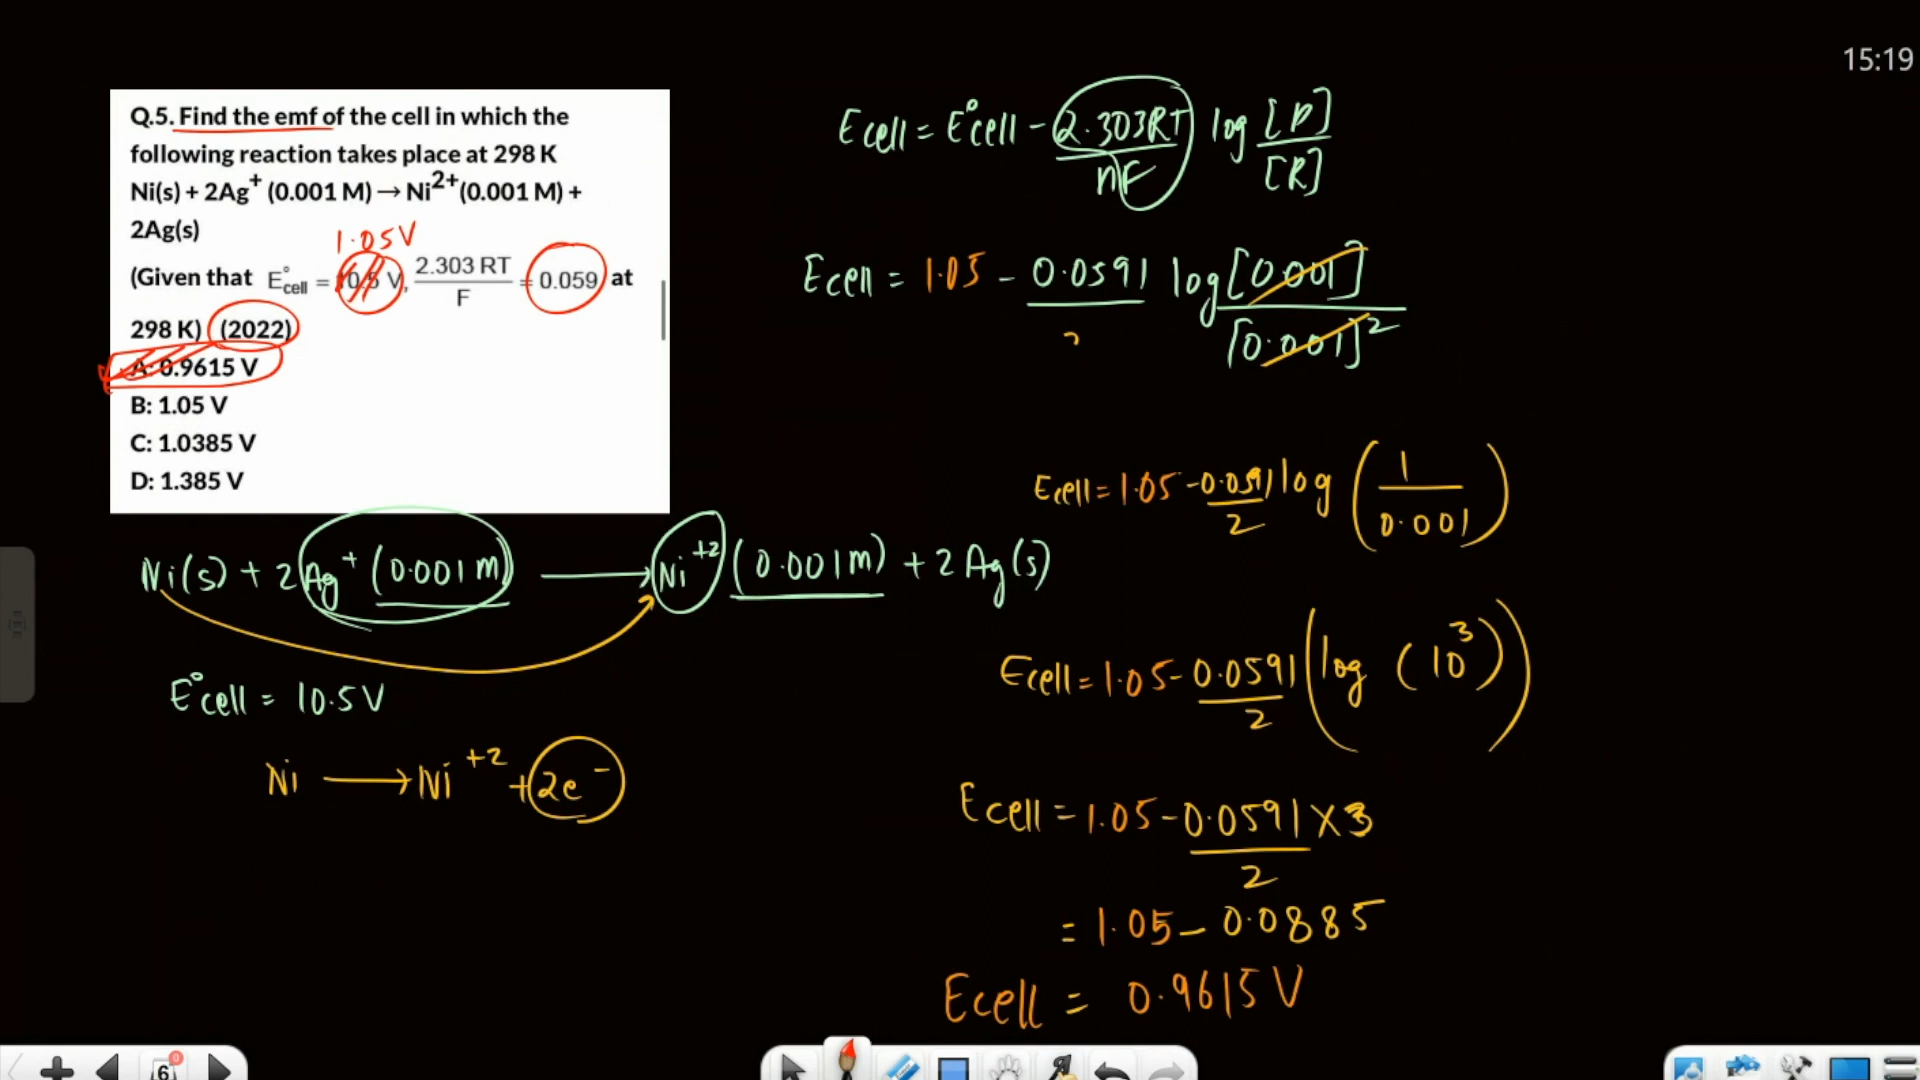 15:19
Q.5. Find the emf of the cell in which the
following reaction takes place at 298 K
Ni(s) + 2Ag⁺ (0.001 M) → Ni²⁺(0.001 M) +
2Ag(s)
1.05V
(Given that E°cell = 10.5 V, 2.303 RT / F = 0.059 at
298 K) (2022)
A: 0.9615 V
B: 1.05 V
C: 1.0385 V
D: 1.385 V
Ni(s) + 2Ag⁺ (0.001m) ⟶ Ni⁺² (0.001m) + 2Ag(s)
E°cell = 10.5V
Ni ⟶ Ni⁺² + 2e⁻
Ecell = E°cell - 2.303RT / nF log [P] / [R]
Ecell = 1.05 - 0.0591 / 2 log [0.001] / [0.001]²
Ecell = 1.05 - 0.0591 / 2 log (1 / 0.001)
Ecell = 1.05 - 0.0591 / 2 (log (10³))
Ecell = 1.05 - 0.0591 × 3 / 2
= 1.05 - 0.0885
Ecell = 0.9615V
6
0